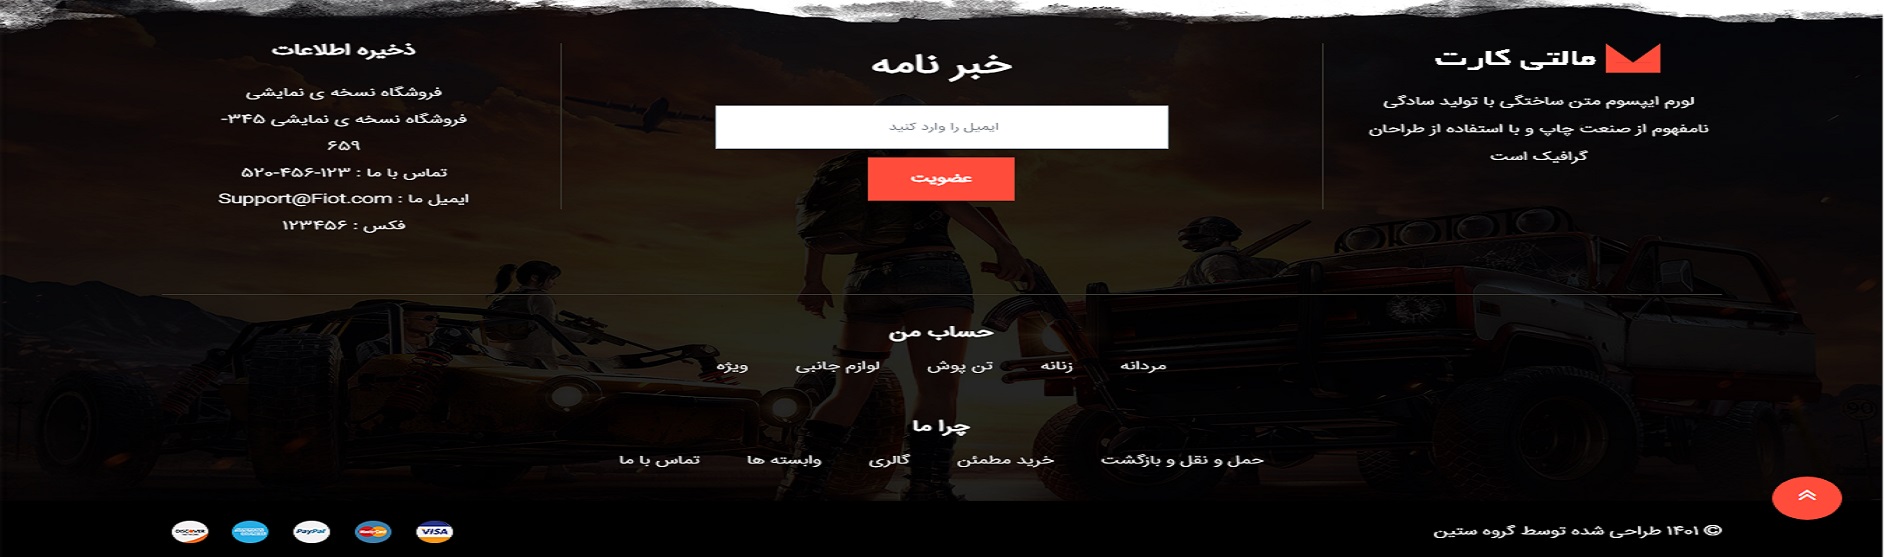 مالتی کارت
لورم ایپسوم متن ساختگی با تولید سادگی
نامفهوم از صنعت چاپ و با استفاده از طراحان
گرافیک است
خبر نامه
ایمیل را وارد کنید
عضویت
ذخیره اطلاعات
فروشگاه نسخه ی نمایشی
فروشگاه نسخه ی نمایشی ۳۴۵-
۶۵۹
تماس با ما : ۱۲۳-۴۵۶-۵۲۰
ایمیل ما : Support@Fiot.com
فکس : ۱۲۳۴۵۶
حساب من
مردانه زنانه تن پوش لوازم جانبی ویژه
چرا ما
حمل و نقل و بازگشت خرید مطمئن گالری وابسته ها تماس با ما
© ۱۴۰۱ طراحی شده توسط گروه ستین
VISA MasterCard PayPal AMERICAN EXPRESS DISCOVER